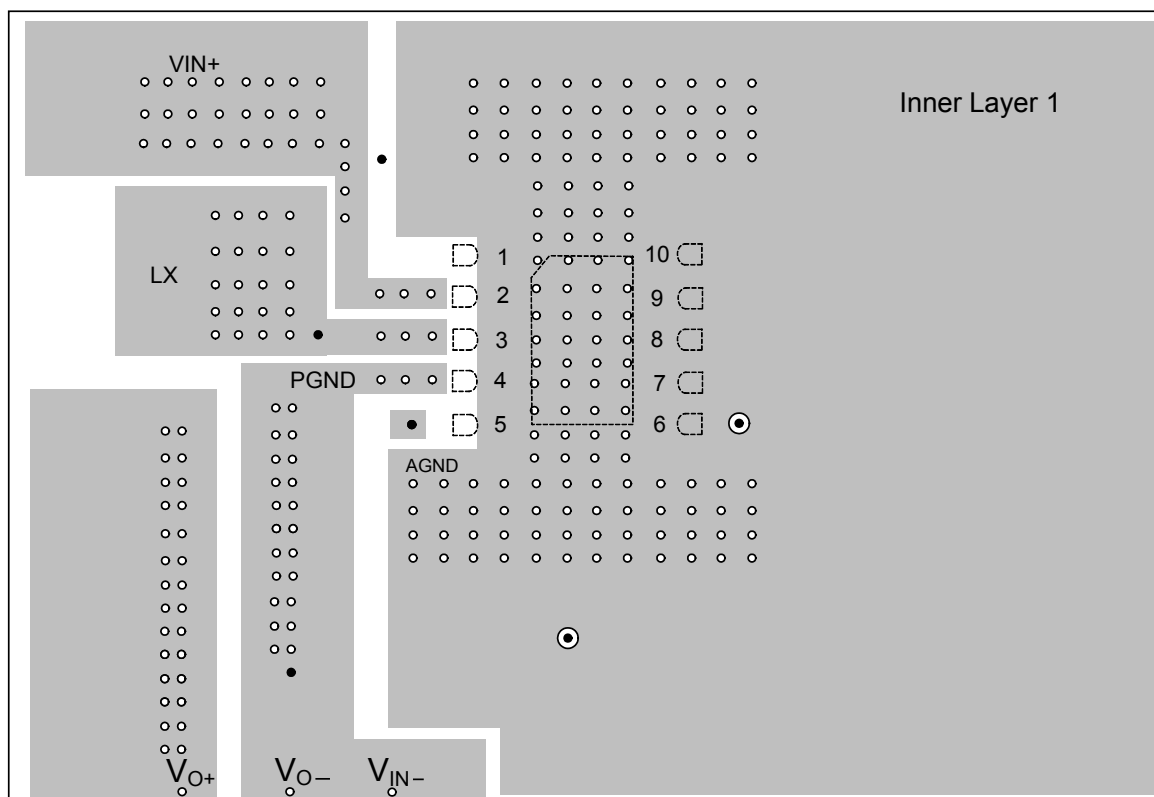 VIN+
Inner Layer 1
1 10
LX
2 9
3 8
PGND 4 7
5 6
AGND
VO+ VO– VIN–